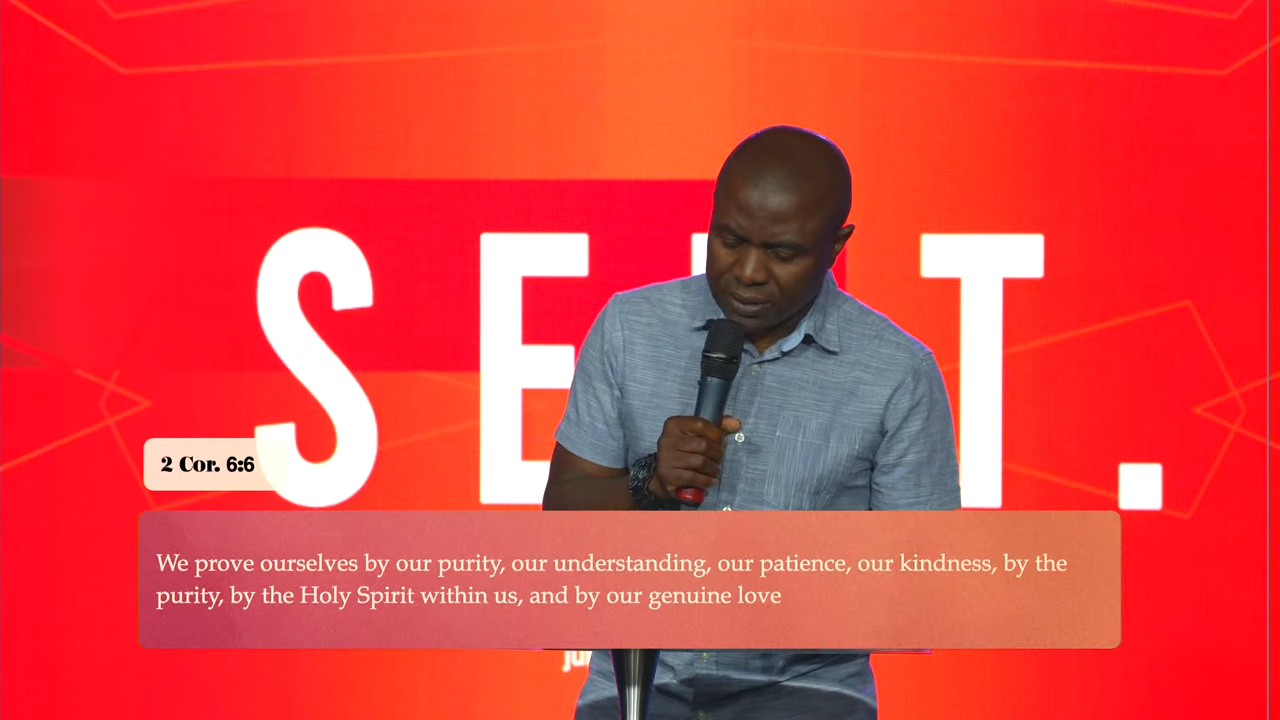 SE T.
2 Cor. 6:6
We prove ourselves by our purity, our understanding, our patience, our kindness, by the
purity, by the Holy Spirit within us, and by our genuine love